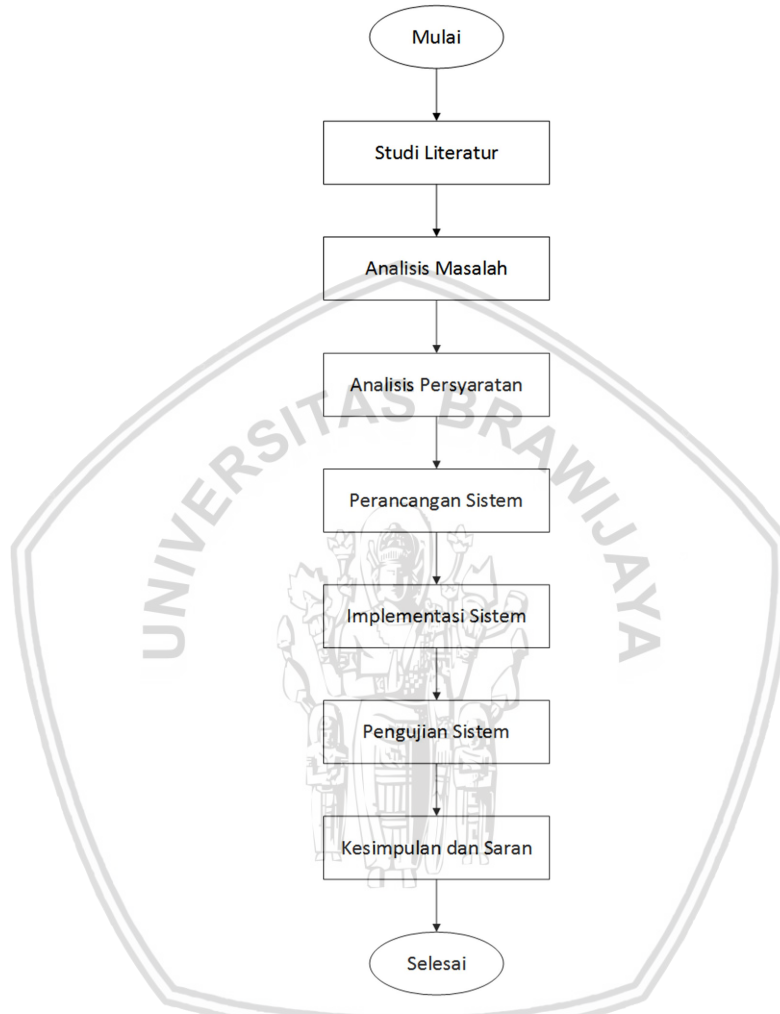 Mulai
Studi Literatur
Analisis Masalah
Analisis Persyaratan
UNIVERSITAS BRAWIJAYA
Perancangan Sistem
Implementasi Sistem
Pengujian Sistem
Kesimpulan dan Saran
Selesai